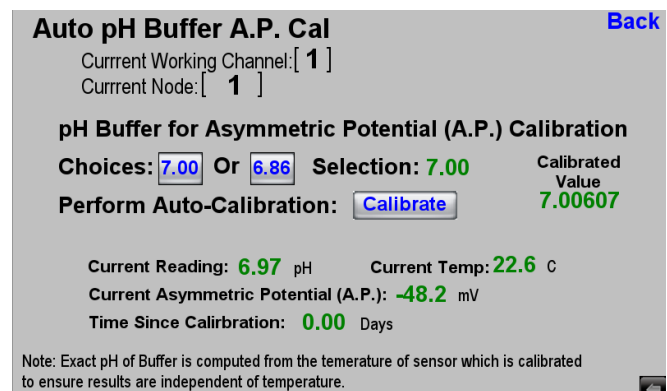 Auto pH Buffer A.P. Cal Back
Currrent Working Channel:[ 1 ]
Currrent Node:[ 1 ]
pH Buffer for Asymmetric Potential (A.P.) Calibration
Choices: 7.00 Or 6.86 Selection: 7.00 Calibrated
Value
Perform Auto-Calibration: Calibrate 7.00607
Current Reading: 6.97 pH Current Temp: 22.6 C
Current Asymmetric Potential (A.P.): -48.2 mV
Time Since Calirbration: 0.00 Days
Note: Exact pH of Buffer is computed from the temerature of sensor which is calibrated
to ensure results are independent of temperature.